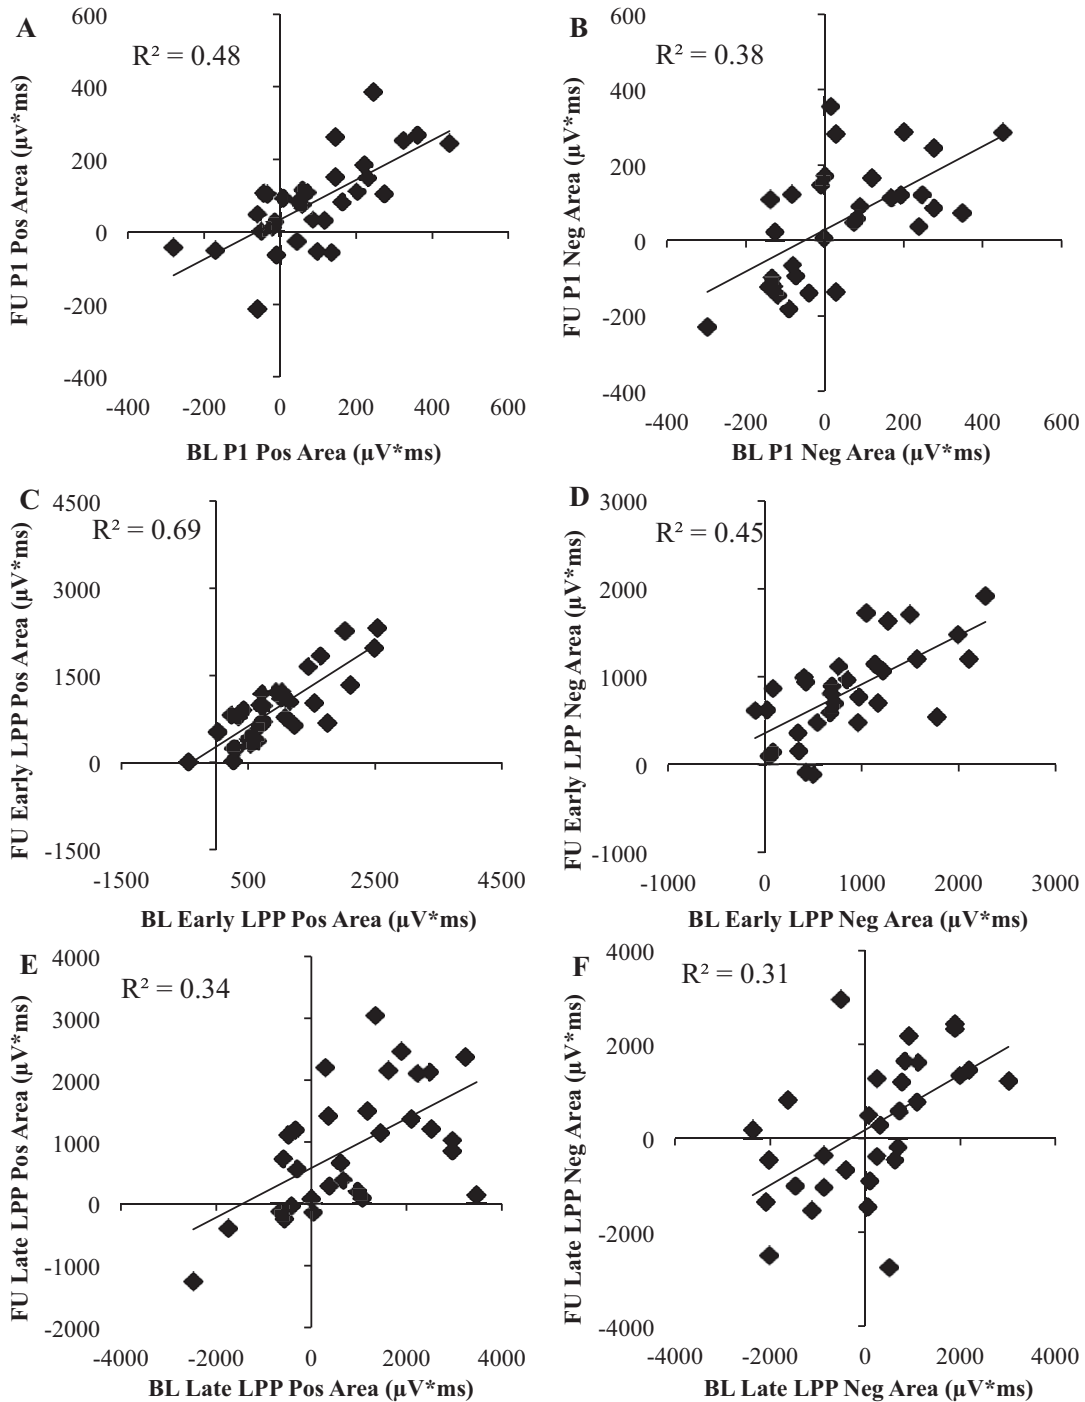 A
R² = 0.48
FU P1 Pos Area (μv*ms)
600
400
200
0
-200
-400
-400 -200 0 200 400 600
BL P1 Pos Area (μV*ms)
B
R² = 0.38
FU P1 Neg Area (μV*ms)
600
400
200
0
-200
-400
-400 -200 0 200 400 600
BL P1 Neg Area (μV*ms)
C
R² = 0.69
FU Early LPP Pos Area (μV*ms)
4500
3000
1500
0
-1500
-1500 500 2500 4500
BL Early LPP Pos Area (μV*ms)
D
R² = 0.45
FU Early LPP Neg Area (μV*ms)
3000
2000
1000
0
-1000
-1000 0 1000 2000 3000
BL Early LPP Neg Area (μV*ms)
E
R² = 0.34
FU Late LPP Pos Area (μV*ms)
4000
3000
2000
1000
0
-1000
-2000
-4000 -2000 0 2000 4000
BL Late LPP Pos Area (μV*ms)
F
R² = 0.31
FU Late LPP Neg Area (μV*ms)
4000
2000
0
-2000
-4000
-4000 -2000 0 2000 4000
BL Late LPP Neg Area (μV*ms)